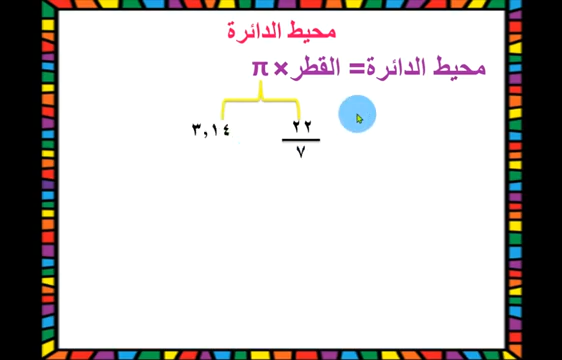 محيط الدائرة
محيط الدائرة= القطر× π
٢٢
٣,١٤
٧